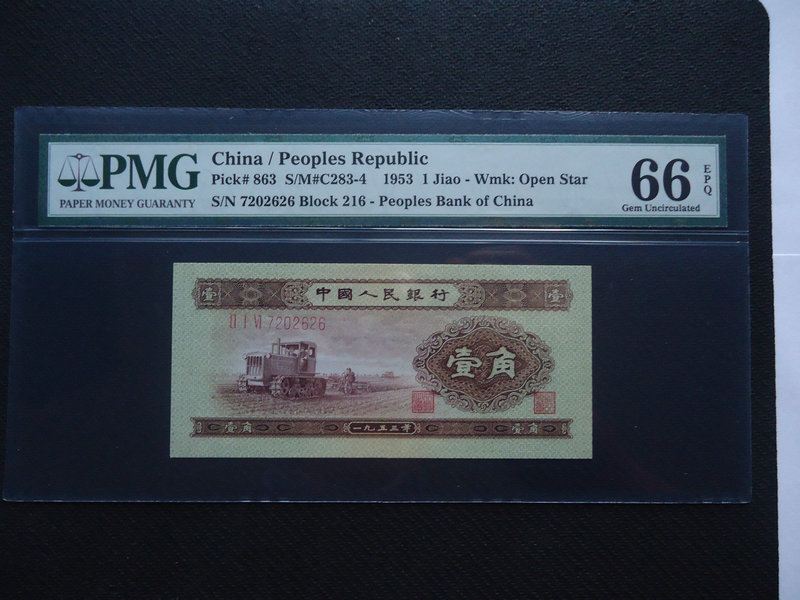 PMG
PAPER MONEY GUARANTY
China / Peoples Republic
Pick# 863 S/M#C283-4 1953 1 Jiao - Wmk: Open Star
S/N 7202626 Block 216 - Peoples Bank of China
66 EPQ
Gem Uncirculated
壹 中國人民銀行 壹
II I VI 7202626
壹角
壹角 一九五三年 壹角